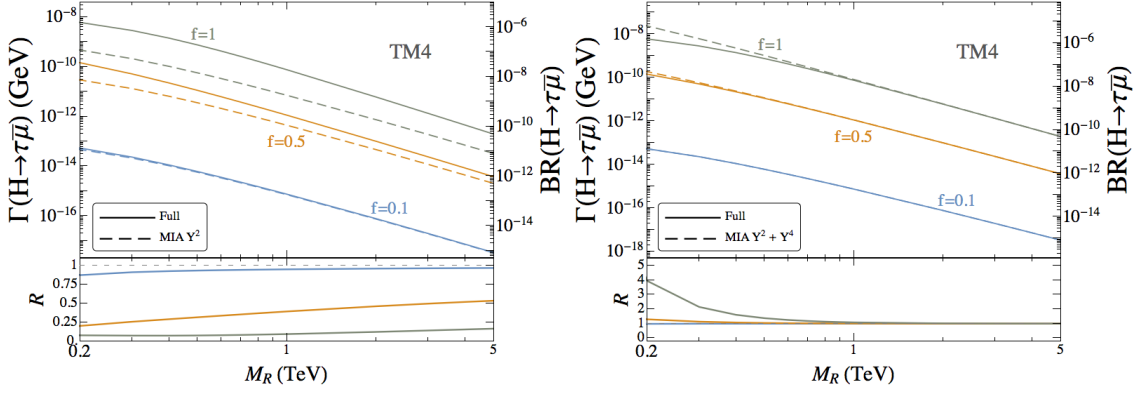 Γ(H→τμ̅) (GeV)
10⁻⁸
10⁻¹⁰
10⁻¹²
10⁻¹⁴
10⁻¹⁶
f=1
TM4
f=0.5
f=0.1
Full
MIA Y²
BR(H→τμ̅)
10⁻⁶
10⁻⁸
10⁻¹⁰
10⁻¹²
10⁻¹⁴
R
1
0.75
0.5
0.25
0
0.2
1
5
M_R (TeV)
Γ(H→τμ̅) (GeV)
10⁻⁸
10⁻¹⁰
10⁻¹²
10⁻¹⁴
10⁻¹⁶
10⁻¹⁸
f=1
TM4
f=0.5
f=0.1
Full
MIA Y² + Y⁴
BR(H→τμ̅)
10⁻⁶
10⁻⁸
10⁻¹⁰
10⁻¹²
10⁻¹⁴
R
5
4
3
2
1
0
0.2
1
5
M_R (TeV)